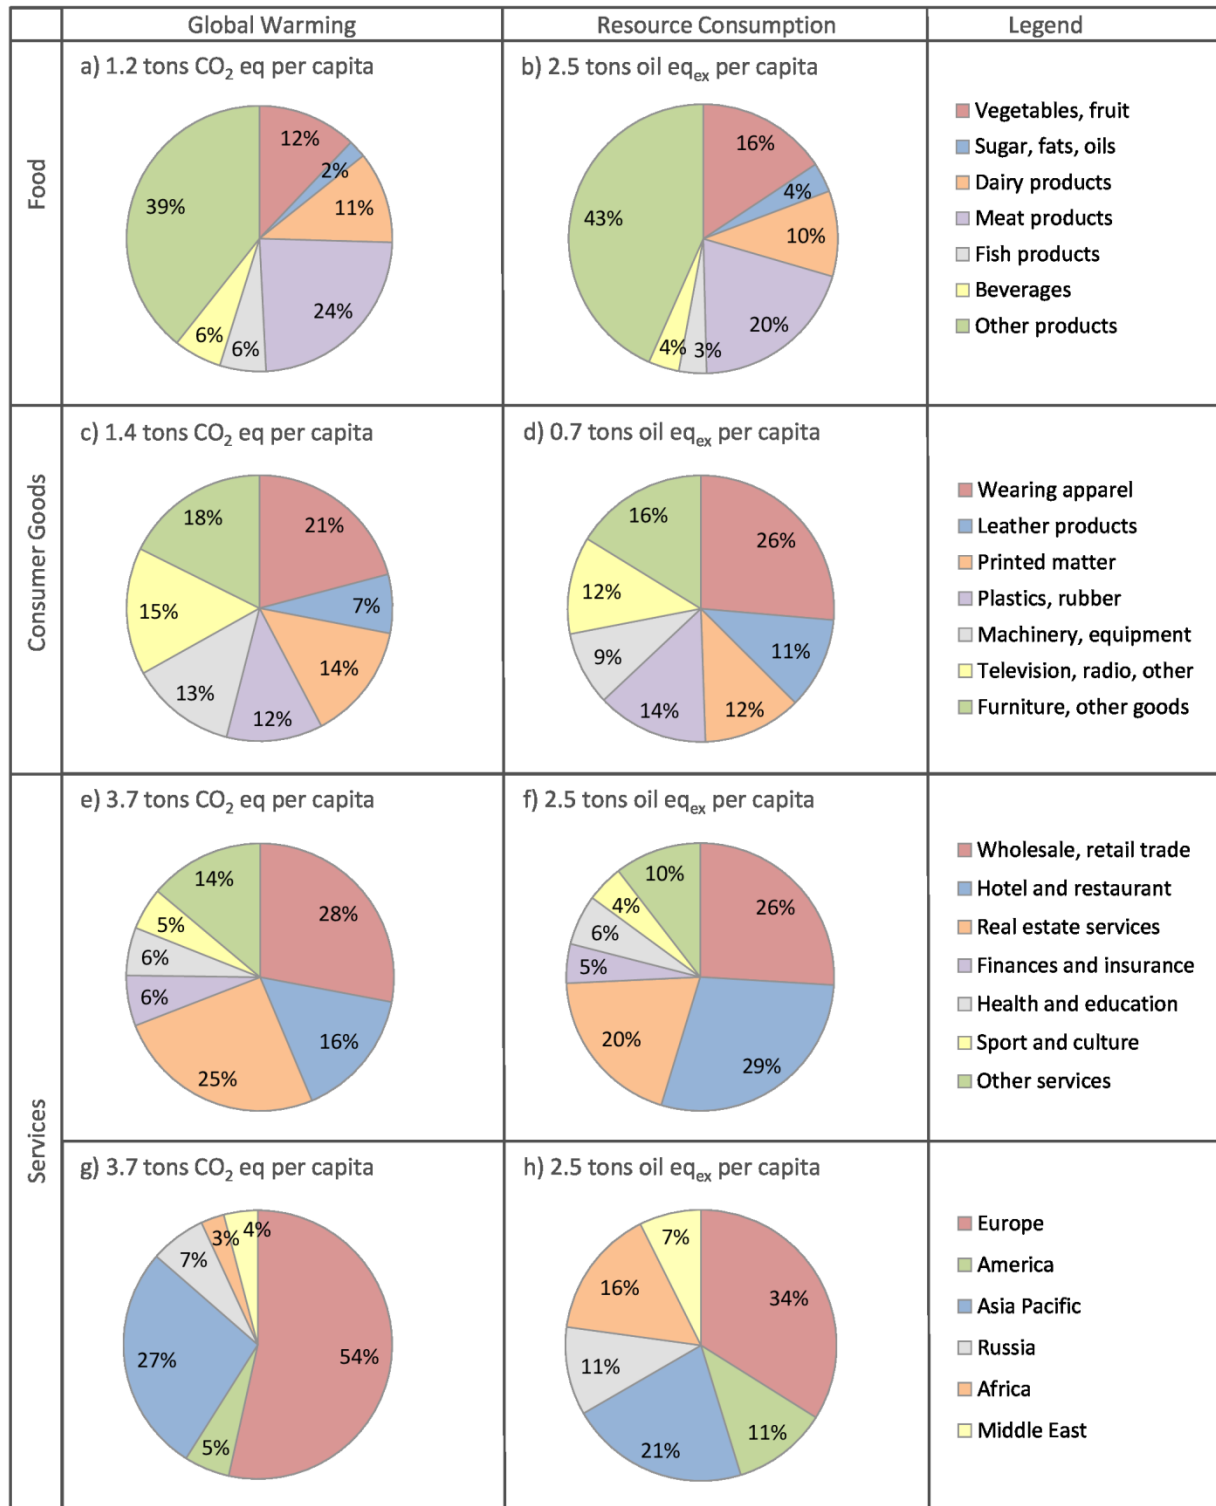 Global Warming
Resource Consumption
Legend
Food
a) 1.2 tons CO₂ eq per capita
12%
2%
11%
24%
6%
6%
39%
b) 2.5 tons oil eqₑₓ per capita
16%
4%
10%
20%
3%
4%
43%
Vegetables, fruit
Sugar, fats, oils
Dairy products
Meat products
Fish products
Beverages
Other products
Consumer Goods
c) 1.4 tons CO₂ eq per capita
21%
7%
14%
12%
13%
15%
18%
d) 0.7 tons oil eqₑₓ per capita
26%
11%
12%
14%
9%
12%
16%
Wearing apparel
Leather products
Printed matter
Plastics, rubber
Machinery, equipment
Television, radio, other
Furniture, other goods
Services
e) 3.7 tons CO₂ eq per capita
28%
16%
25%
6%
6%
5%
14%
f) 2.5 tons oil eqₑₓ per capita
26%
29%
20%
5%
6%
4%
10%
Wholesale, retail trade
Hotel and restaurant
Real estate services
Finances and insurance
Health and education
Sport and culture
Other services
g) 3.7 tons CO₂ eq per capita
54%
5%
27%
7%
3%
4%
h) 2.5 tons oil eqₑₓ per capita
34%
11%
21%
11%
16%
7%
Europe
America
Asia Pacific
Russia
Africa
Middle East